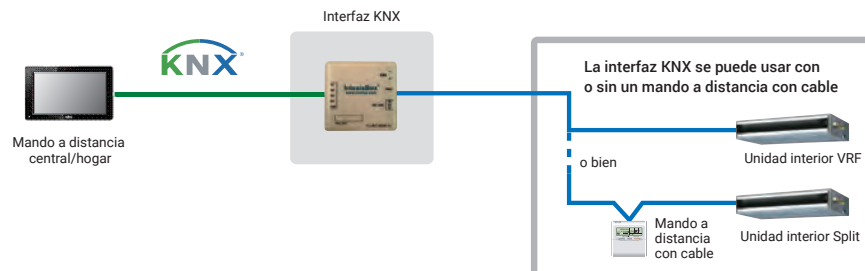 Interfaz KNX
KNX
La interfaz KNX se puede usar con
o sin un mando a distancia con cable
Mando a distancia
central/hogar
o bien
Unidad interior VRF
Mando a
distancia
con cable
Unidad interior Split